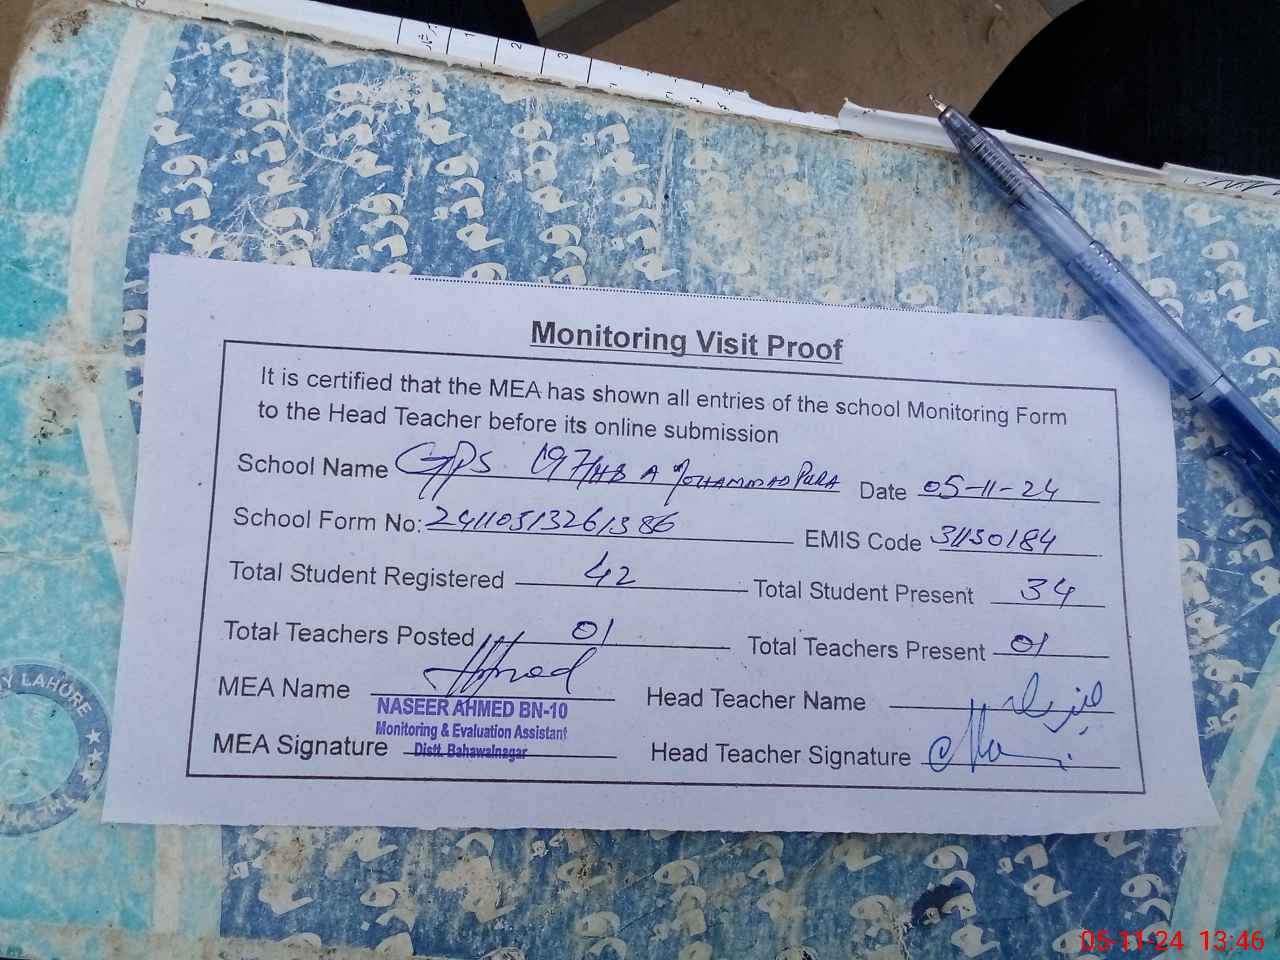 Monitoring Visit Proof
It is certified that the MEA has shown all entries of the school Monitoring Form
to the Head Teacher before its online submission
School Name GPS 197/HB A MOHAMMAD PURA Date 05-11-24
School Form No: 24110513261386 EMIS Code 31150184
Total Student Registered 42 Total Student Present 34
Total Teachers Posted 01 Total Teachers Present 01
MEA Name Head Teacher Name
NASEER AHMED BN-10
Monitoring & Evaluation Assistant
MEA Signature Distt. Bahawalnagar Head Teacher Signature
LAHORE
05-11-24 13:46